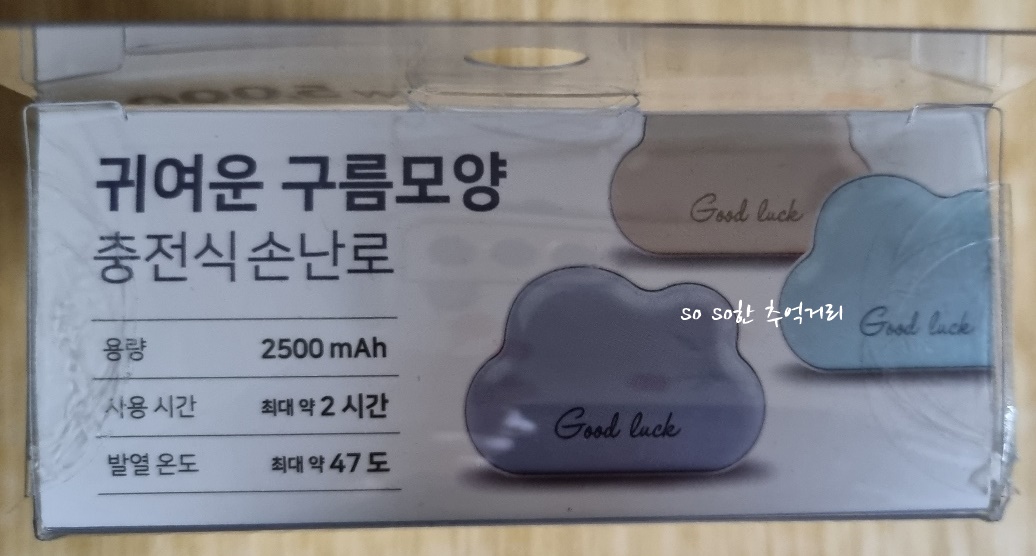 귀여운 구름모양
충전식 손난로
용량 2500 mAh
사용 시간 최대 약 2 시간
발열 온도 최대 약 47 도
Good luck
Good luck
Good luck
so so한 추억거리